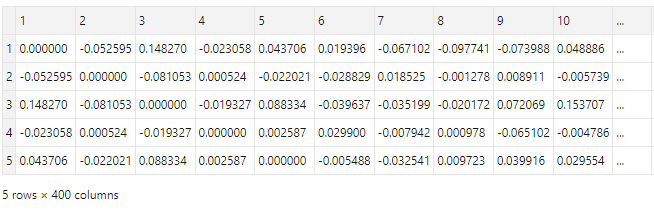 1 2 3 4 5 6 7 8 9 10 ...
1 0.000000 -0.052595 0.148270 -0.023058 0.043706 0.019396 -0.067102 -0.097741 -0.073988 0.048886 ...
2 -0.052595 0.000000 -0.081053 0.000524 -0.022021 -0.028829 0.018525 -0.001278 0.008911 -0.005739 ...
3 0.148270 -0.081053 0.000000 -0.019327 0.088334 -0.039637 -0.035199 -0.020172 0.072069 0.153707 ...
4 -0.023058 0.000524 -0.019327 0.000000 0.002587 0.029900 -0.007942 0.000978 -0.065102 -0.004786 ...
5 0.043706 -0.022021 0.088334 0.002587 0.000000 -0.005488 -0.032541 0.009723 0.039916 0.029554 ...
5 rows × 400 columns